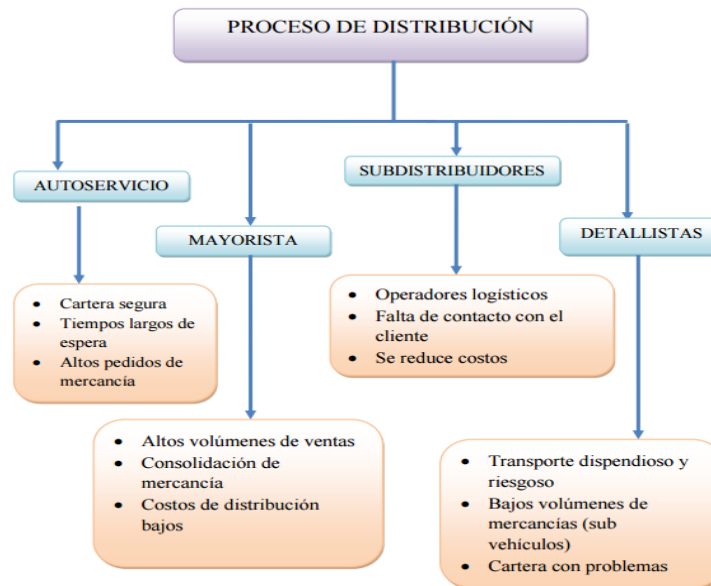 PROCESO DE DISTRIBUCIÓN
AUTOSERVICIO
MAYORISTA
SUBDISTRIBUIDORES
DETALLISTAS
• Cartera segura
• Tiempos largos de
espera
• Altos pedidos de
mercancía
• Altos volúmenes de ventas
• Consolidación de
mercancía
• Costos de distribución
bajos
• Operadores logísticos
• Falta de contacto con el
cliente
• Se reduce costos
• Transporte dispendioso y
riesgoso
• Bajos volúmenes de
mercancías (sub
vehículos)
• Cartera con problemas